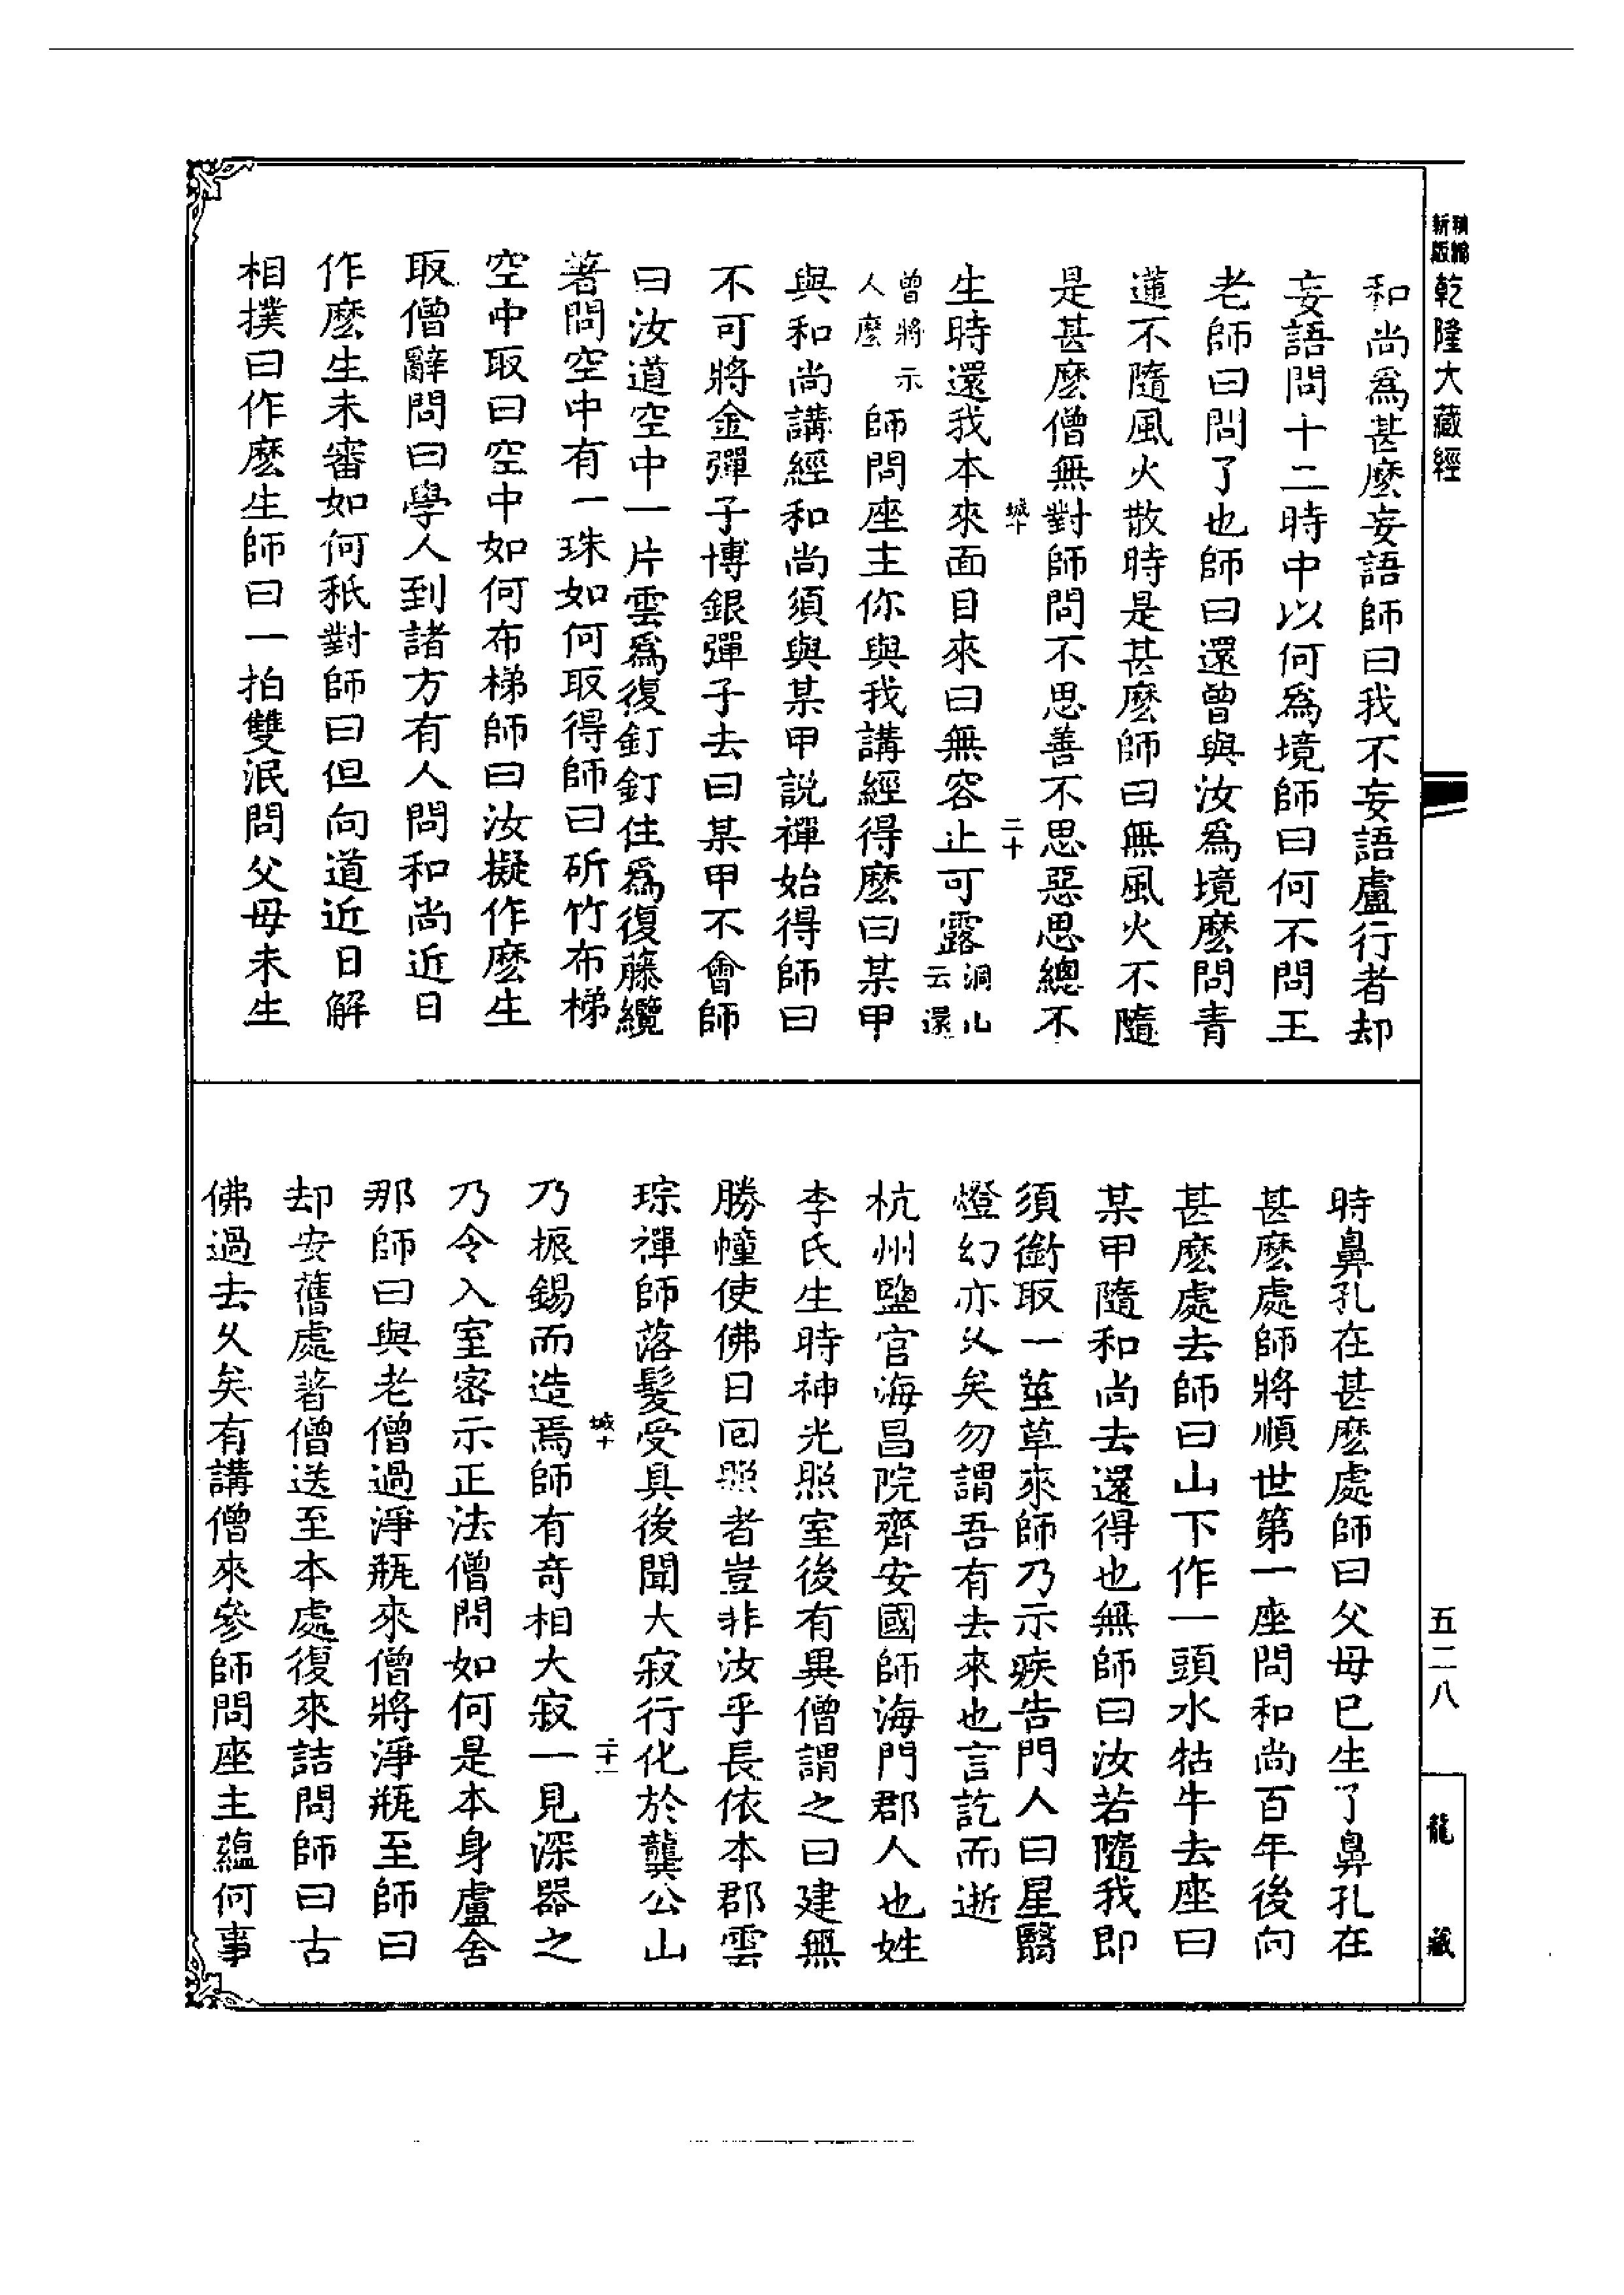 精縮新版
乾隆大藏經
和尚爲甚麽妄語師曰我不妄語盧行者却
妄語問十二時中以何爲境師曰何不問王
老師曰問了也師曰還曾與汝爲境麽問青
蓮不隨風火散時是甚麽師曰無風火不隨
是甚麽僧無對師問不思善不思惡思總不
城十
二十
生時還我本來面目來曰無容止可露洞山云還
曾將示人麽師問座主你與我講經得麽曰某甲
與和尚講經和尚須與某甲說禪始得師曰
不可將金彈子博銀彈子去曰某甲不會師
曰汝道空中一片雲爲復釘釘住爲復藤纜
著問空中有一珠如何取得師曰斫竹布梯
空中取曰空中如何布梯師曰汝擬作麽生
取僧辭問曰學人到諸方有人問和尚近日
作麽生未審如何秖對師曰但向道近日解
相撲曰作麽生師曰一拍雙泯問父母未生
時鼻孔在甚麽處師曰父母已生了鼻孔在
甚麽處師將順世第一座問和尚百年後向
甚麽處去師曰山下作一頭水牯牛去座曰
某甲隨和尚去還得也無師曰汝若隨我即
須銜取一莖草來師乃示疾告門人曰星翳
燈幻亦久矣勿謂吾有去來也言訖而逝
杭州鹽官海昌院齊安國師海門郡人也姓
李氏生時神光照室後有異僧謂之曰建無
勝幢使佛日回照者豈非汝乎長依本郡雲
琮禪師落髮受具後聞大寂行化於龔公山
城十
二十一
乃振錫而造焉師有奇相大寂一見深器之
乃令入室密示正法僧問如何是本身盧舍
那師曰與老僧過淨瓶來僧將淨瓶至師曰
却安舊處著僧送至本處復來詰問師曰古
佛過去久矣有講僧來參師問座主蘊何事
五二八
龍藏